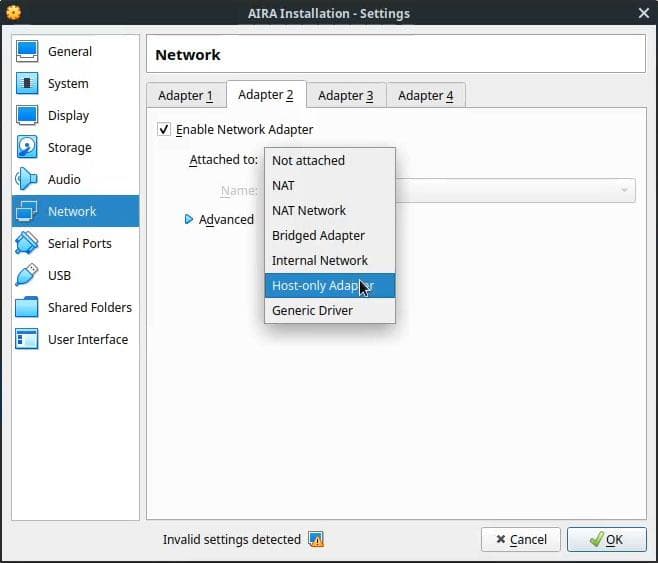 AIRA Installation - Settings
General
System
Display
Storage
Audio
Network
Serial Ports
USB
Shared Folders
User Interface
Network
Adapter 1
Adapter 2
Adapter 3
Adapter 4
Enable Network Adapter
Attached to:
Name:
Advanced
Not attached
NAT
NAT Network
Bridged Adapter
Internal Network
Host-only Adapter
Generic Driver
Invalid settings detected
Cancel
OK